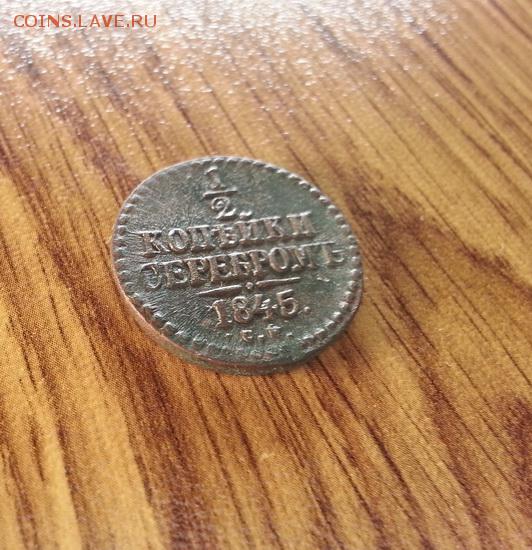 COINS.LAVE.RU
1
2
КОПѢЙКИ
СЕРЕБРОМЪ
1845.